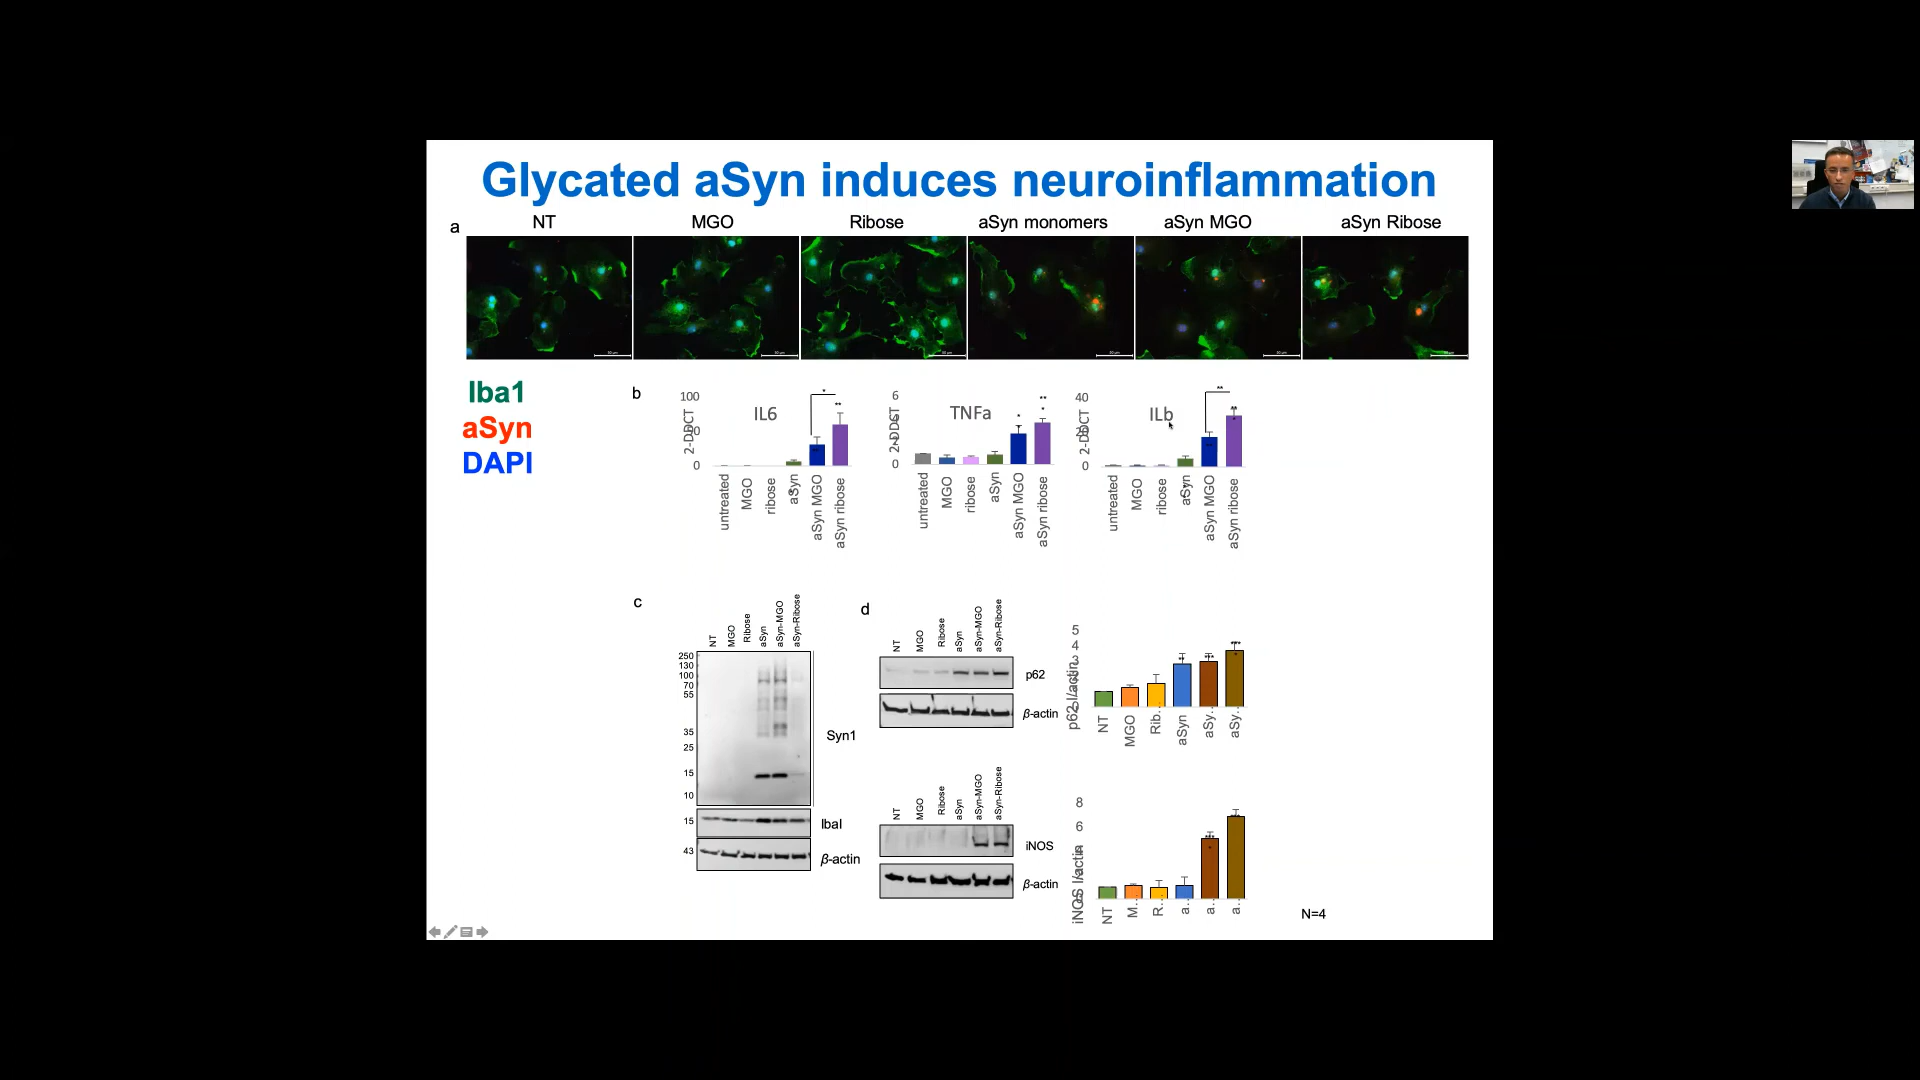 Glycated aSyn induces neuroinflammation
a
NT MGO Ribose aSyn monomers aSyn MGO aSyn Ribose
Iba1
aSyn
DAPI
b
IL6
2-DDCT
100
0
untreated MGO ribose aSyn aSyn MGO aSyn ribose
TNFa
2-DDCT
6
0
untreated MGO ribose aSyn aSyn MGO aSyn ribose
ILb
2-DDCT
40
20
0
untreated MGO ribose aSyn aSyn MGO aSyn ribose
c
NT MGO Ribose aSyn aSyn-MGO aSyn-Ribose
250
130
100
70
55
35
25
15
10
Syn1
15
IbaI
43
β-actin
d
NT MGO Ribose aSyn aSyn-MGO aSyn-Ribose
p62
β-actin
p62 l/actin
5
4
3
NT MGO Rib... aSyn aSy... aSy...
NT MGO Ribose aSyn aSyn-MGO aSyn-Ribose
iNOS
β-actin
iNOS l/actin
8
6
NT M... R... a... a... a...
N=4